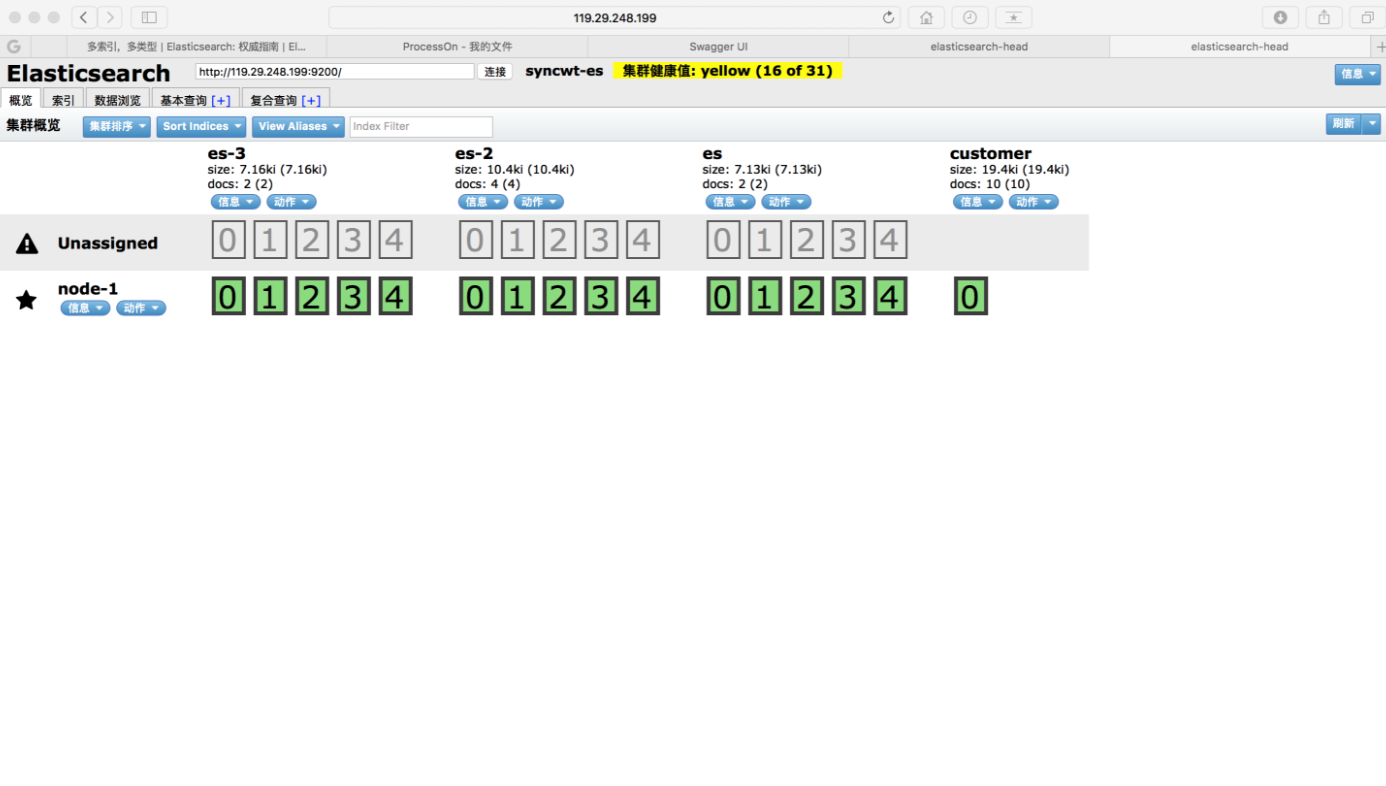 119.29.248.199
G
多索引，多类型 | Elasticsearch: 权威指南 | El...
ProcessOn - 我的文件
Swagger UI
elasticsearch-head
elasticsearch-head
Elasticsearch
http://119.29.248.199:9200/
连接
syncwt-es
集群健康值: yellow (16 of 31)
信息
概览
索引
数据浏览
基本查询 [+]
复合查询 [+]
集群概览
集群排序
Sort Indices
View Aliases
Index Filter
刷新
es-3
size: 7.16ki (7.16ki)
docs: 2 (2)
信息 动作
es-2
size: 10.4ki (10.4ki)
docs: 4 (4)
信息 动作
es
size: 7.13ki (7.13ki)
docs: 2 (2)
信息 动作
customer
size: 19.4ki (19.4ki)
docs: 10 (10)
信息 动作
Unassigned
0 1 2 3 4
0 1 2 3 4
0 1 2 3 4
node-1
信息 动作
0 1 2 3 4
0 1 2 3 4
0 1 2 3 4
0